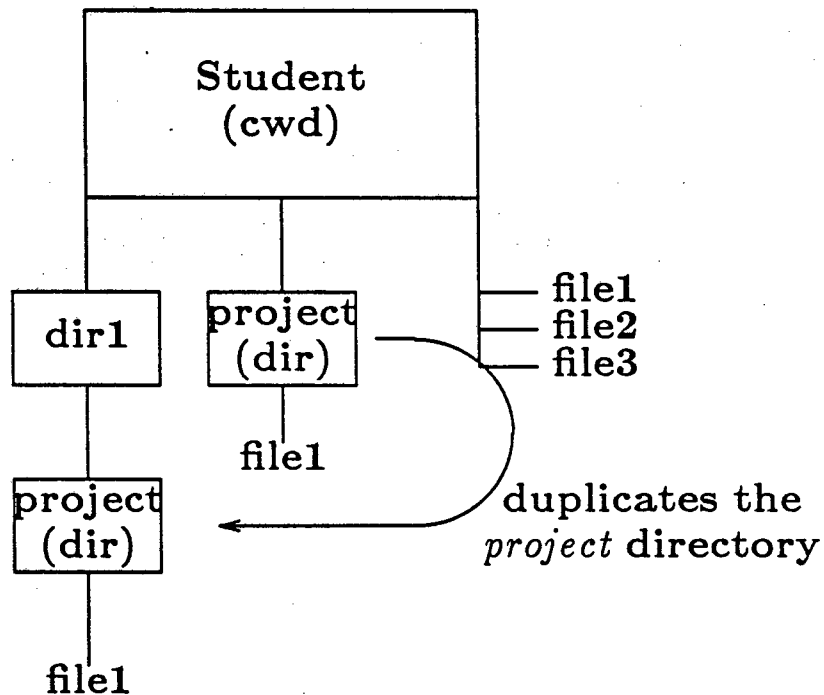 Student
(cwd)
dir1
project
(dir)
file1
file2
file3
file1
project
(dir)
duplicates the
project directory
file1